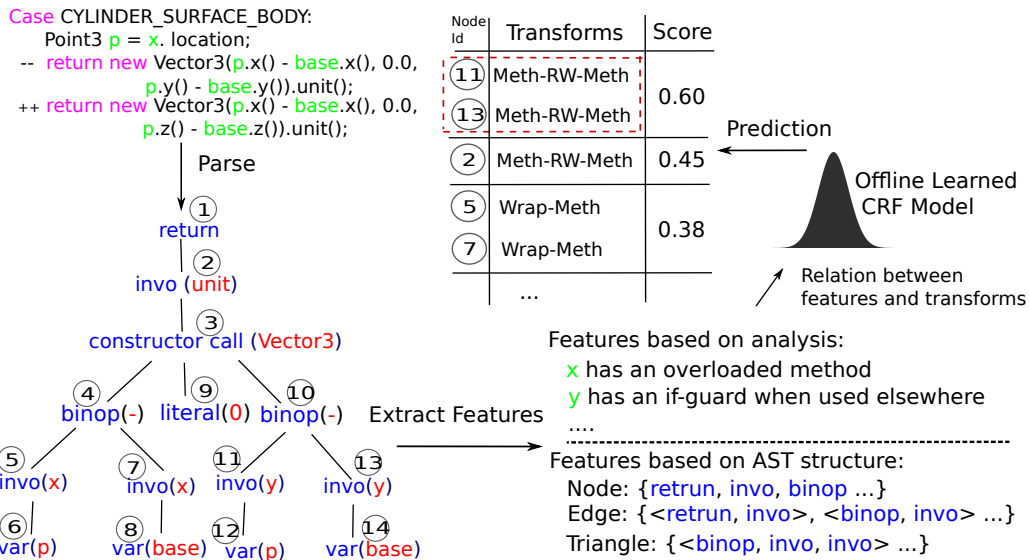 Case CYLINDER_SURFACE_BODY:
Point3 p = x. location;
-- return new Vector3(p.x() - base.x(), 0.0,
p.y() - base.y()).unit();
++ return new Vector3(p.x() - base.x(), 0.0,
p.z() - base.z()).unit();
Parse
1
return
2
invo (unit)
3
constructor call (Vector3)
4 9 10
binop(-) literal(0) binop(-)
5 7 11 13
invo(x) invo(x) invo(y) invo(y)
6 8 12 14
var(p) var(base) var(p) var(base)
Extract Features
Node Id Transforms Score
11 Meth-RW-Meth
0.60
13 Meth-RW-Meth
2 Meth-RW-Meth 0.45
5 Wrap-Meth
0.38
7 Wrap-Meth
...
Prediction
Offline Learned
CRF Model
Relation between
features and transforms
Features based on analysis:
x has an overloaded method
y has an if-guard when used elsewhere
....
Features based on AST structure:
Node: {retrun, invo, binop ...}
Edge: {<retrun, invo>, <binop, invo> ...}
Triangle: {<binop, invo, invo> ...}